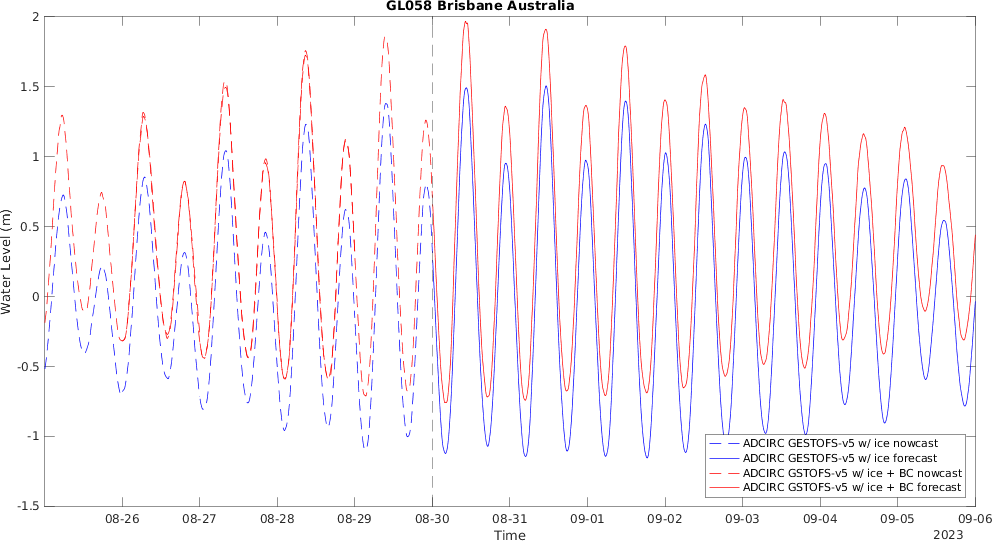 GL058 Brisbane Australia
2
1.5
1
0.5
0
-0.5
-1
-1.5
Water Level (m)
ADCIRC GESTOFS-v5 w/ ice nowcast
ADCIRC GESTOFS-v5 w/ ice forecast
ADCIRC GSTOFS-v5 w/ ice + BC nowcast
ADCIRC GSTOFS-v5 w/ ice + BC forecast
08-26 08-27 08-28 08-29 08-30 08-31 09-01 09-02 09-03 09-04 09-05 09-06
Time
2023